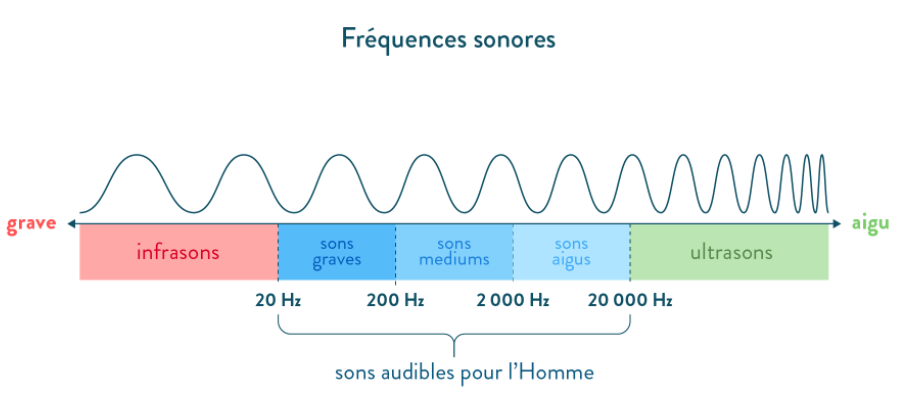 Fréquences sonores
grave
aigu
infrasons
sons
graves
sons
mediums
sons
aigus
ultrasons
20 Hz
200 Hz
2 000 Hz
20 000 Hz
sons audibles pour l’Homme